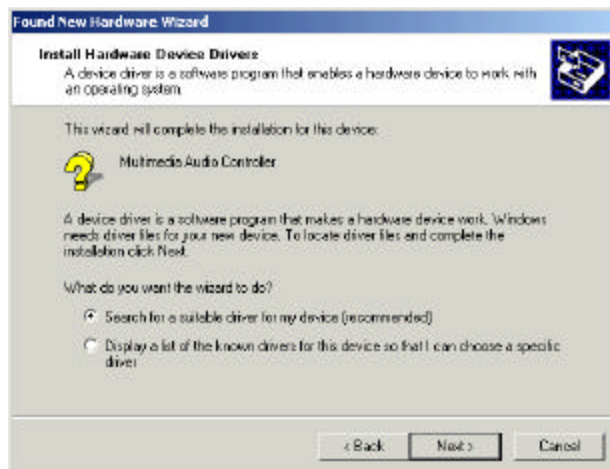 Found New Hardware Wizard
Install Hardware Device Drivers
A device driver is a software program that enables a hardware device to work with
an operating system.
This wizard will complete the installation for this device:
Multimedia Audio Controller
A device driver is a software program that makes a hardware device work. Windows
needs driver files for your new device. To locate driver files and complete the
installation click Next.
What do you want the wizard to do?
Search for a suitable driver for my device (recommended)
Display a list of the known drivers for this device so that I can choose a specific
driver
< Back
Next >
Cancel